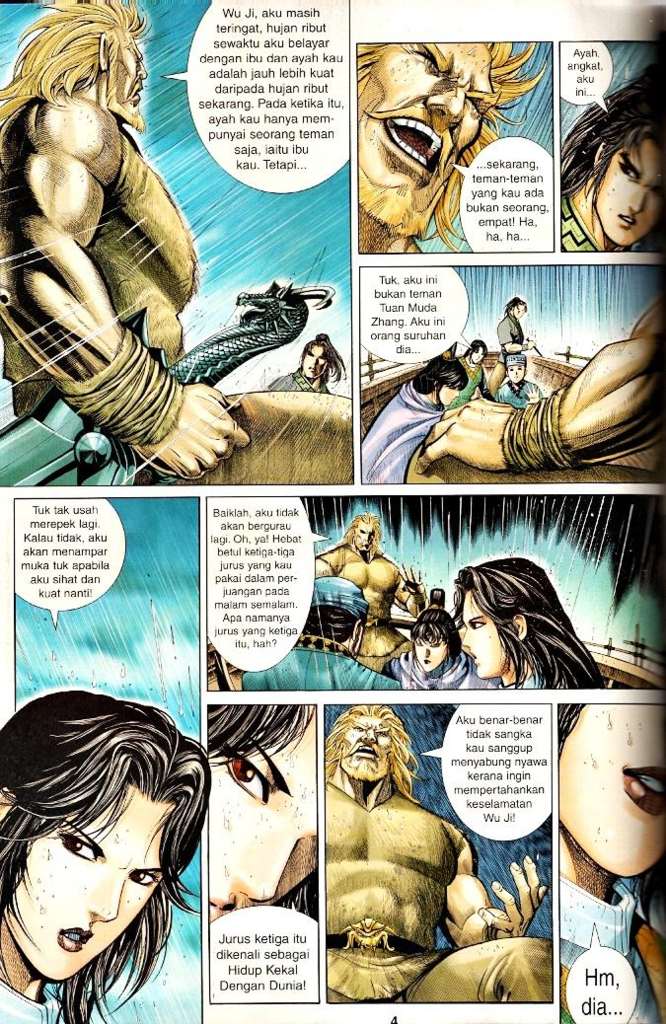 Wu Ji, aku masih
teringat, hujan ribut
sewaktu aku belayar
dengan ibu dan ayah kau
adalah jauh lebih kuat
daripada hujan ribut
sekarang. Pada ketika itu,
ayah kau hanya mem-
punyai seorang teman
saja, iaitu ibu
kau. Tetapi...
...sekarang,
teman-teman
yang kau ada
bukan seorang,
empat! Ha,
ha, ha...
Ayah,
angkat,
aku
ini...
Tuk, aku ini
bukan teman
Tuan Muda
Zhang. Aku ini
orang suruhan
dia...
Tuk tak usah
merepek lagi.
Kalau tidak, aku
akan menampar
muka tuk apabila
aku sihat dan
kuat nanti!
Baiklah, aku tidak
akan bergurau
lagi. Oh, ya! Hebat
betul ketiga-tiga
jurus yang kau
pakai dalam per-
juangan pada
malam semalam.
Apa namanya
jurus yang ketiga
itu, hah?
Jurus ketiga itu
dikenali sebagai
Hidup Kekal
Dengan Dunia!
Aku benar-benar
tidak sangka
kau sanggup
menyabung nyawa
kerana ingin
mempertahankan
keselamatan
Wu Ji!
Hm,
dia...
4